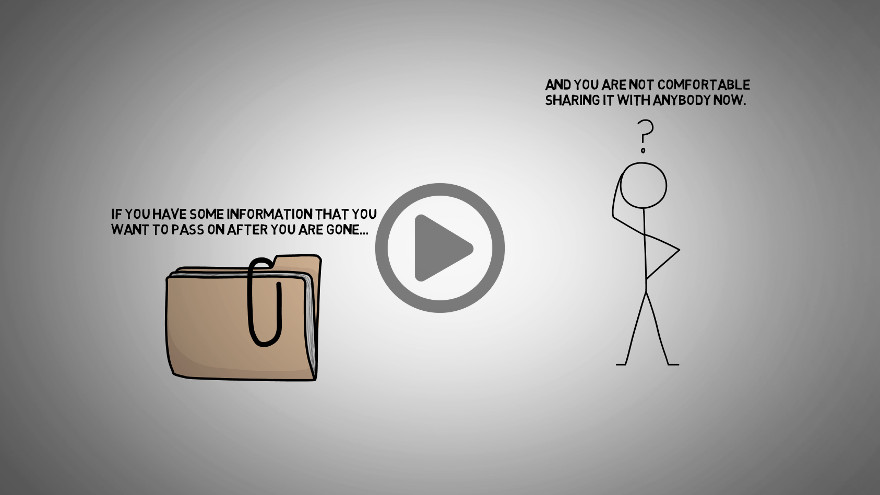 IF YOU HAVE SOME INFORMATION THAT YOU
WANT TO PASS ON AFTER YOU ARE GONE...
AND YOU ARE NOT COMFORTABLE
SHARING IT WITH ANYBODY NOW.
?